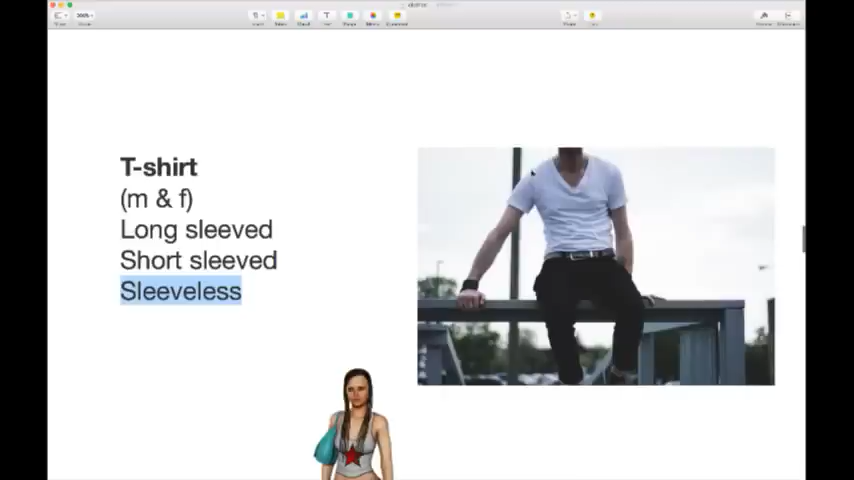 T-shirt
(m & f)
Long sleeved
Short sleeved
Sleeveless